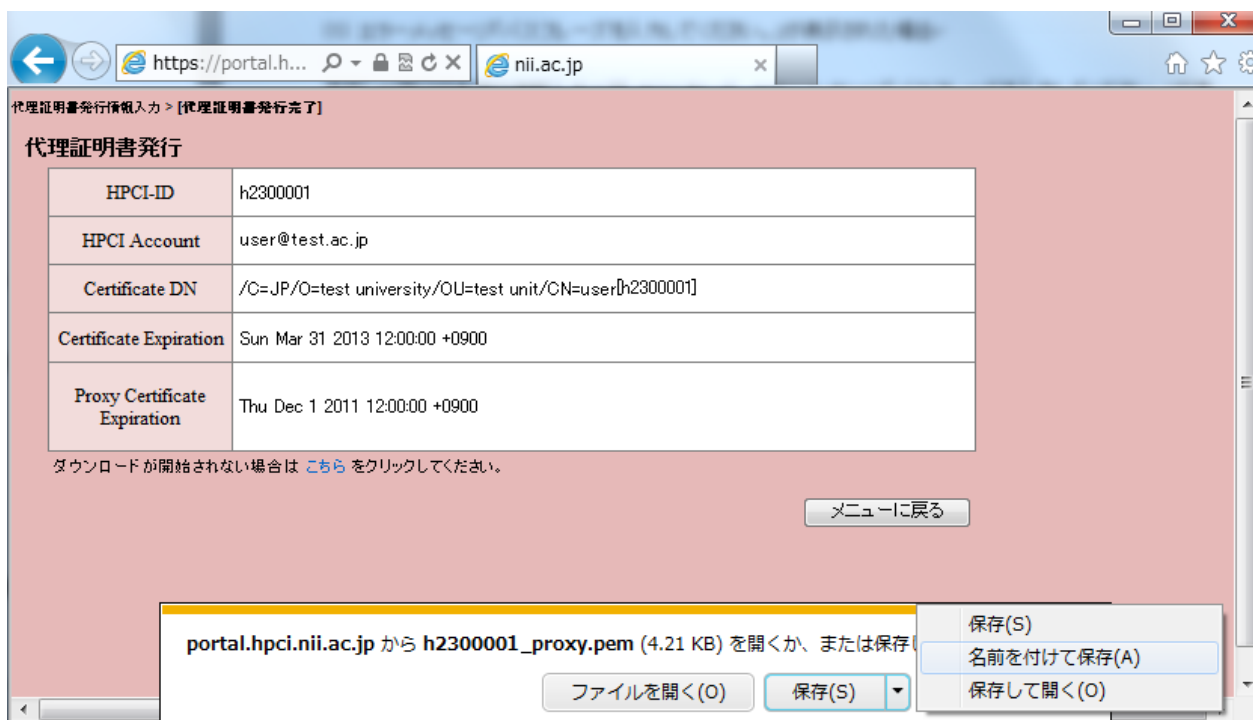 https://portal.h...
nii.ac.jp
代理証明書発行情報入力 > [代理証明書発行完了]
代理証明書発行
HPCI-ID h2300001
HPCI Account user@test.ac.jp
Certificate DN /C=JP/O=test university/OU=test unit/CN=user[h2300001]
Certificate Expiration Sun Mar 31 2013 12:00:00 +0900
Proxy Certificate
Expiration Thu Dec 1 2011 12:00:00 +0900
ダウンロードが開始されない場合は こちら をクリックしてください。
メニューに戻る
portal.hpci.nii.ac.jp から h2300001_proxy.pem (4.21 KB) を開くか、または保存し
ファイルを開く(O) 保存(S)
保存(S)
名前を付けて保存(A)
保存して開く(O)